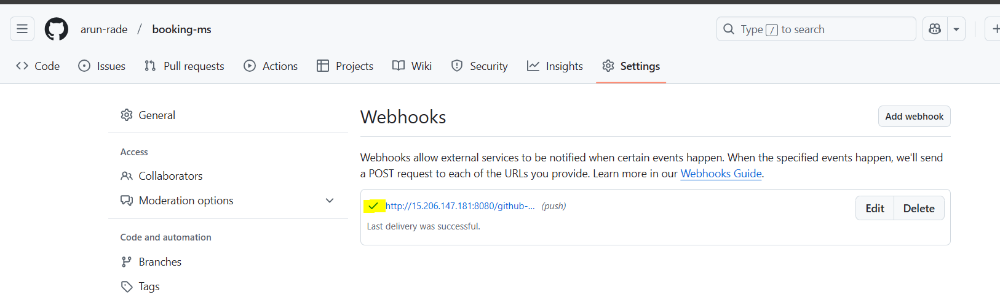 arun-rade / booking-ms
Type / to search
Code Issues Pull requests Actions Projects Wiki Security Insights Settings
General
Access
Collaborators
Moderation options
Code and automation
Branches
Tags
Webhooks
Add webhook
Webhooks allow external services to be notified when certain events happen. When the specified events happen, we'll send
a POST request to each of the URLs you provide. Learn more in our Webhooks Guide.
http://15.206.147.181:8080/github-... (push)
Edit Delete
Last delivery was successful.